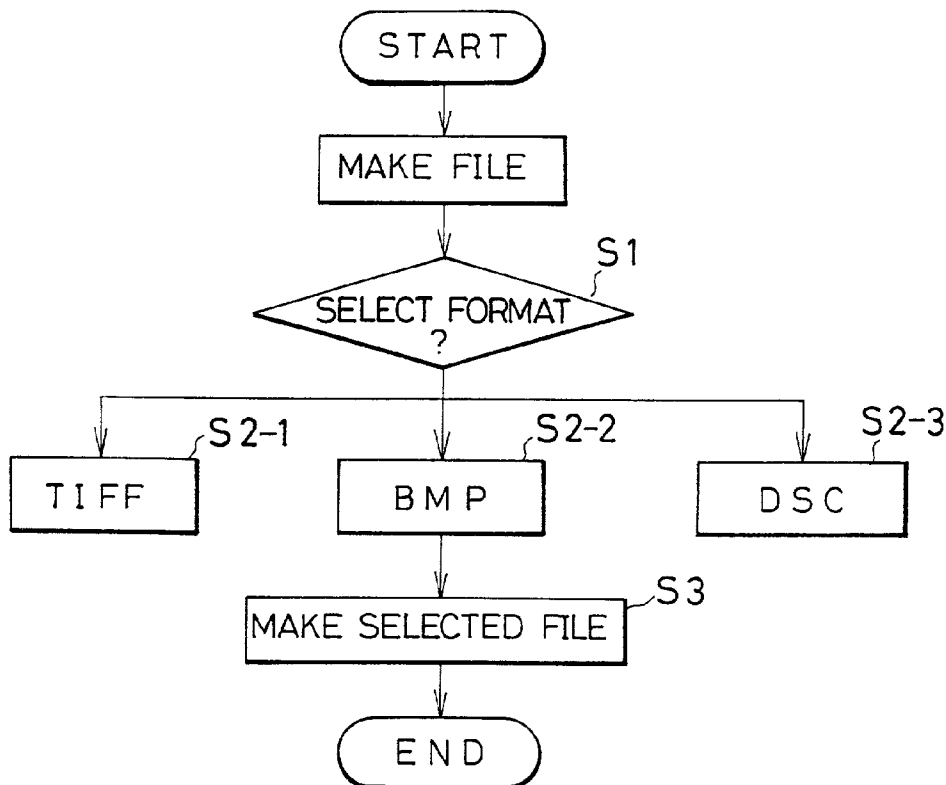 START
MAKE FILE
S1
SELECT FORMAT
?
S2-1
S2-2
S2-3
TIFF
BMP
DSC
S3
MAKE SELECTED FILE
END